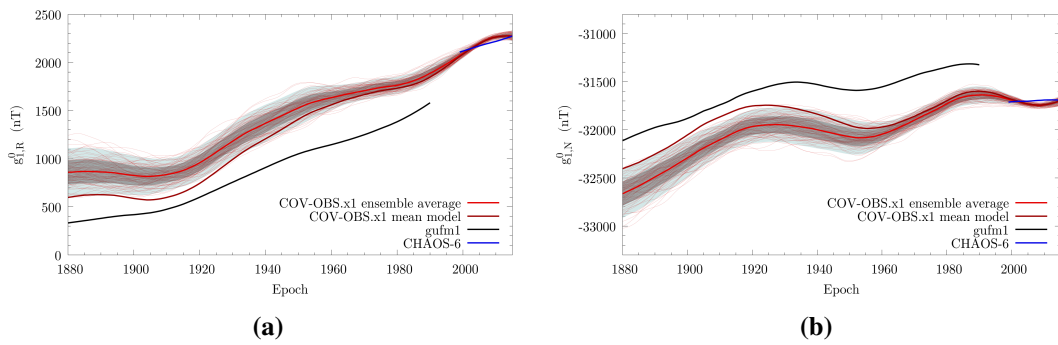 2500
2000
1500
1000
500
0
g⁰₁,R (nT)
1880 1900 1920 1940 1960 1980 2000
Epoch
COV-OBS.x1 ensemble average
COV-OBS.x1 mean model
gufm1
CHAOS-6
(a)
-31000
-31500
-32000
-32500
-33000
g⁰₁,N (nT)
1880 1900 1920 1940 1960 1980 2000
Epoch
COV-OBS.x1 ensemble average
COV-OBS.x1 mean model
gufm1
CHAOS-6
(b)